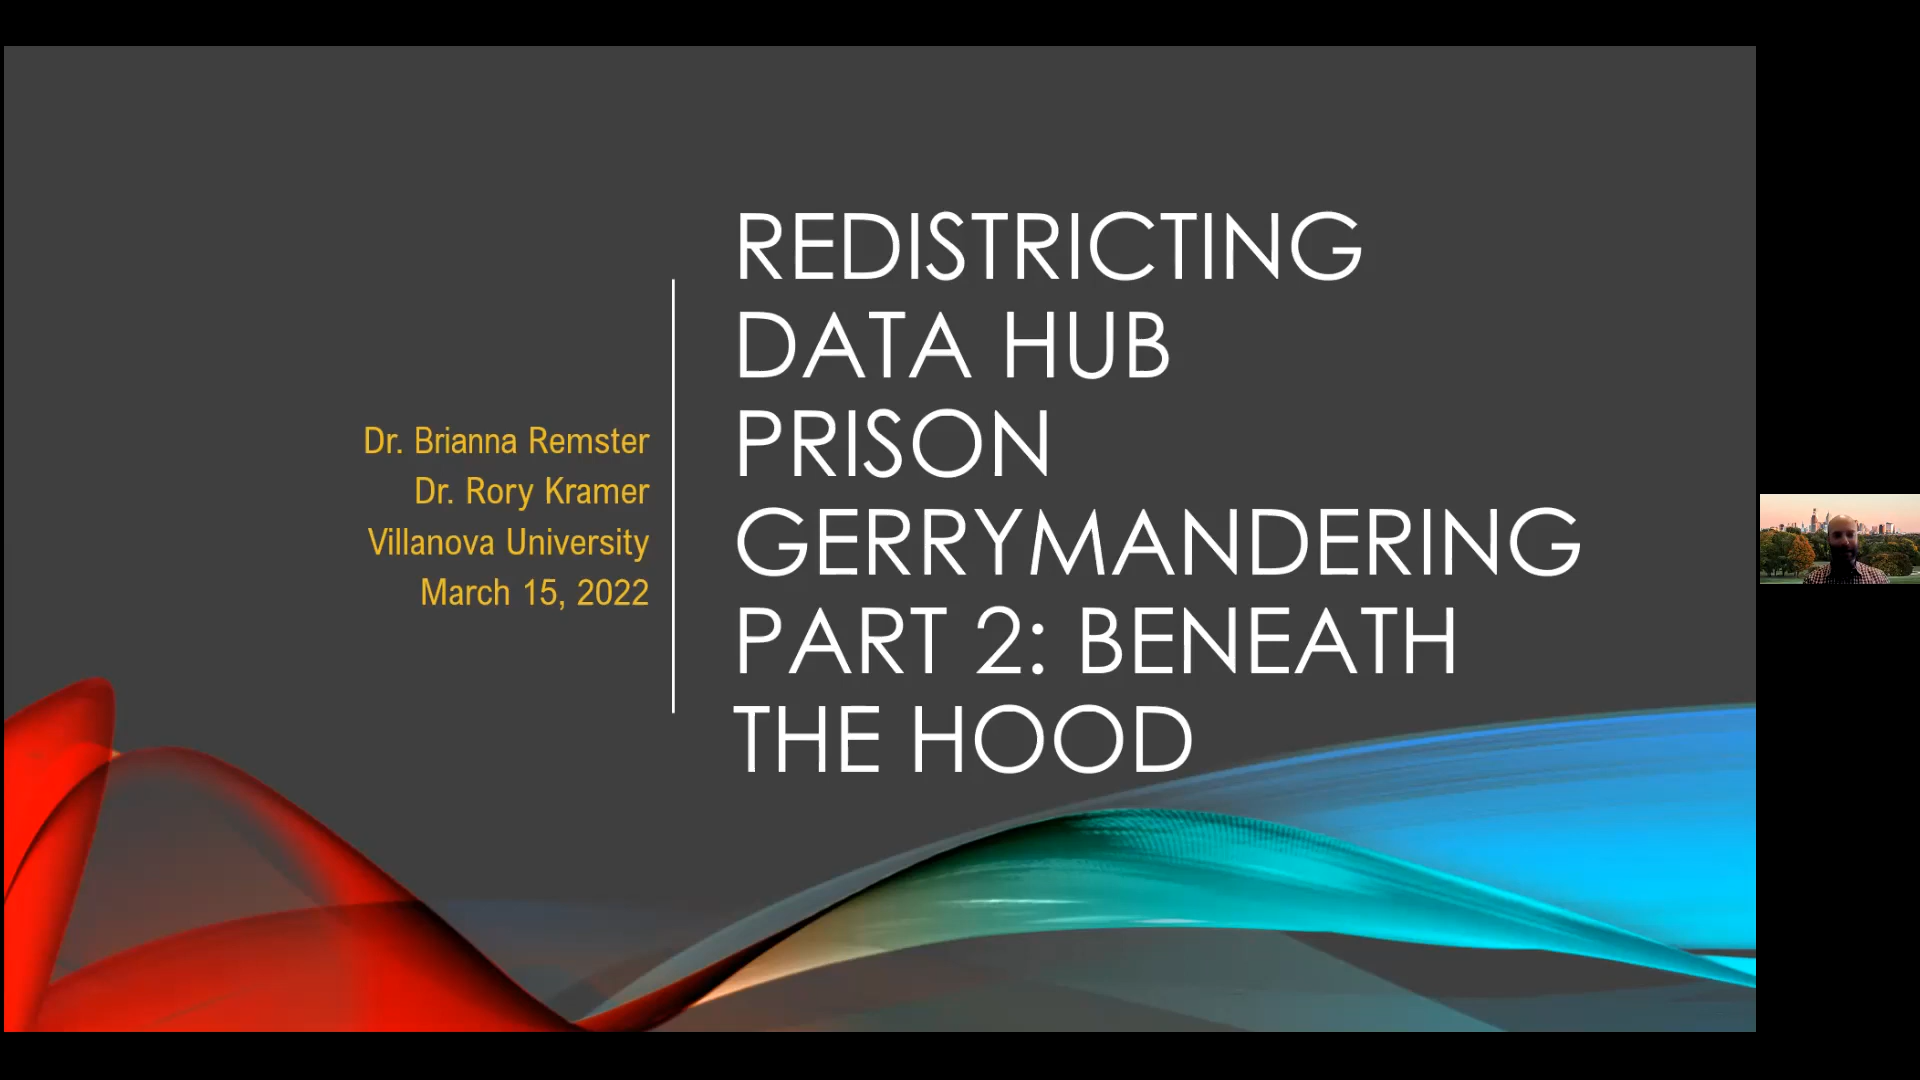 Dr. Brianna Remster
Dr. Rory Kramer
Villanova University
March 15, 2022
REDISTRICTING
DATA HUB
PRISON
GERRYMANDERING
PART 2: BENEATH
THE HOOD